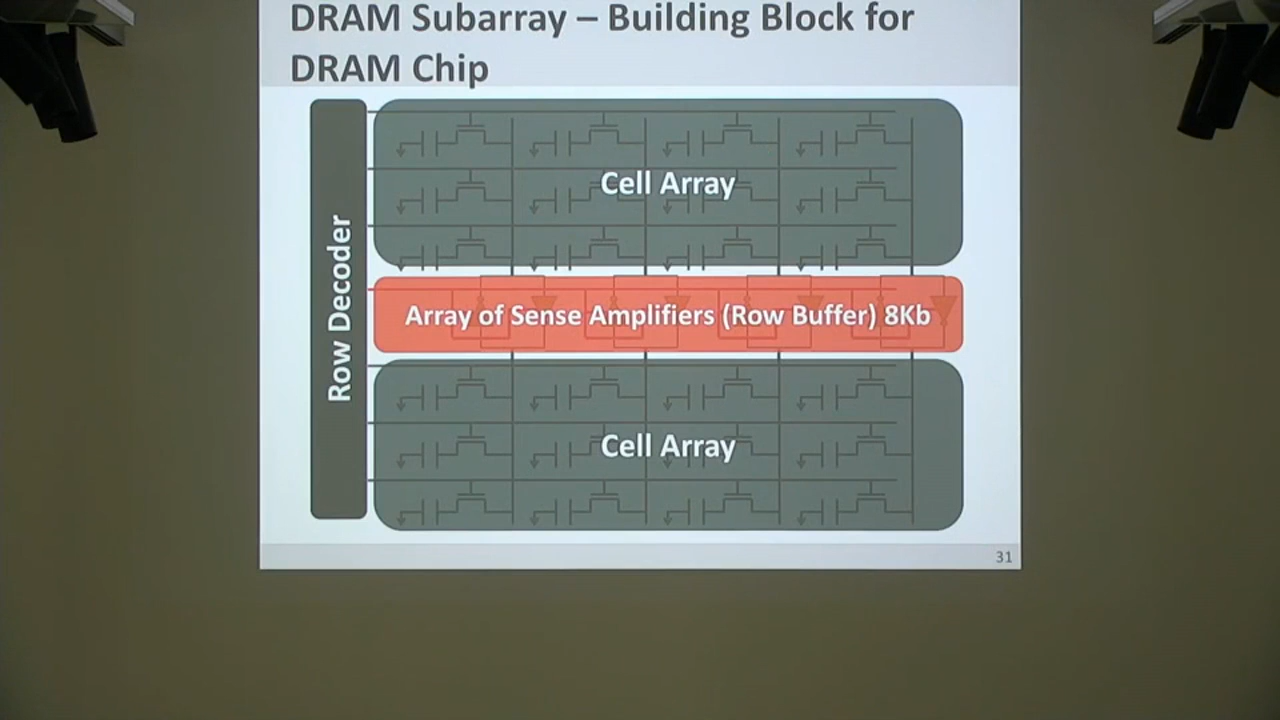 DRAM Subarray – Building Block for
DRAM Chip
Row Decoder
Cell Array
Array of Sense Amplifiers (Row Buffer) 8Kb
Cell Array
31